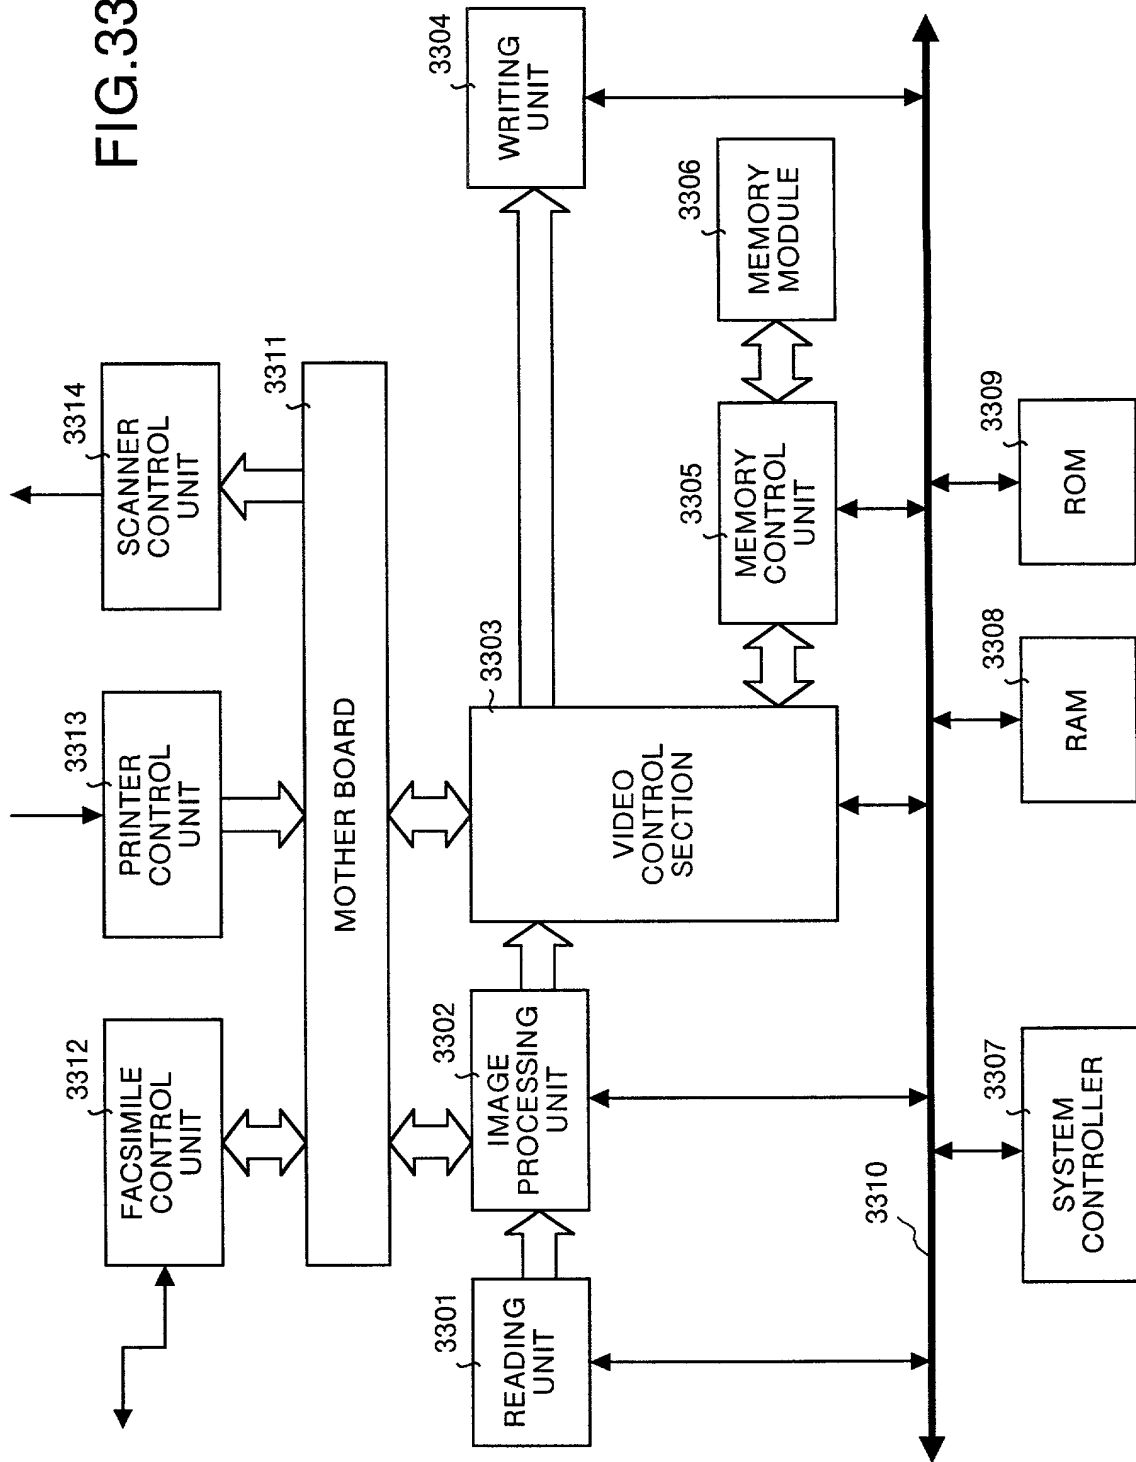 FIG.33
3301
READING
UNIT
3302
IMAGE
PROCESSING
UNIT
3303
VIDEO
CONTROL
SECTION
3304
WRITING
UNIT
3305
MEMORY
CONTROL
UNIT
3306
MEMORY
MODULE
3307
SYSTEM
CONTROLLER
3308
RAM
3309
ROM
3310
3311
MOTHER BOARD
3312
FACSIMILE
CONTROL
UNIT
3313
PRINTER
CONTROL
UNIT
3314
SCANNER
CONTROL
UNIT